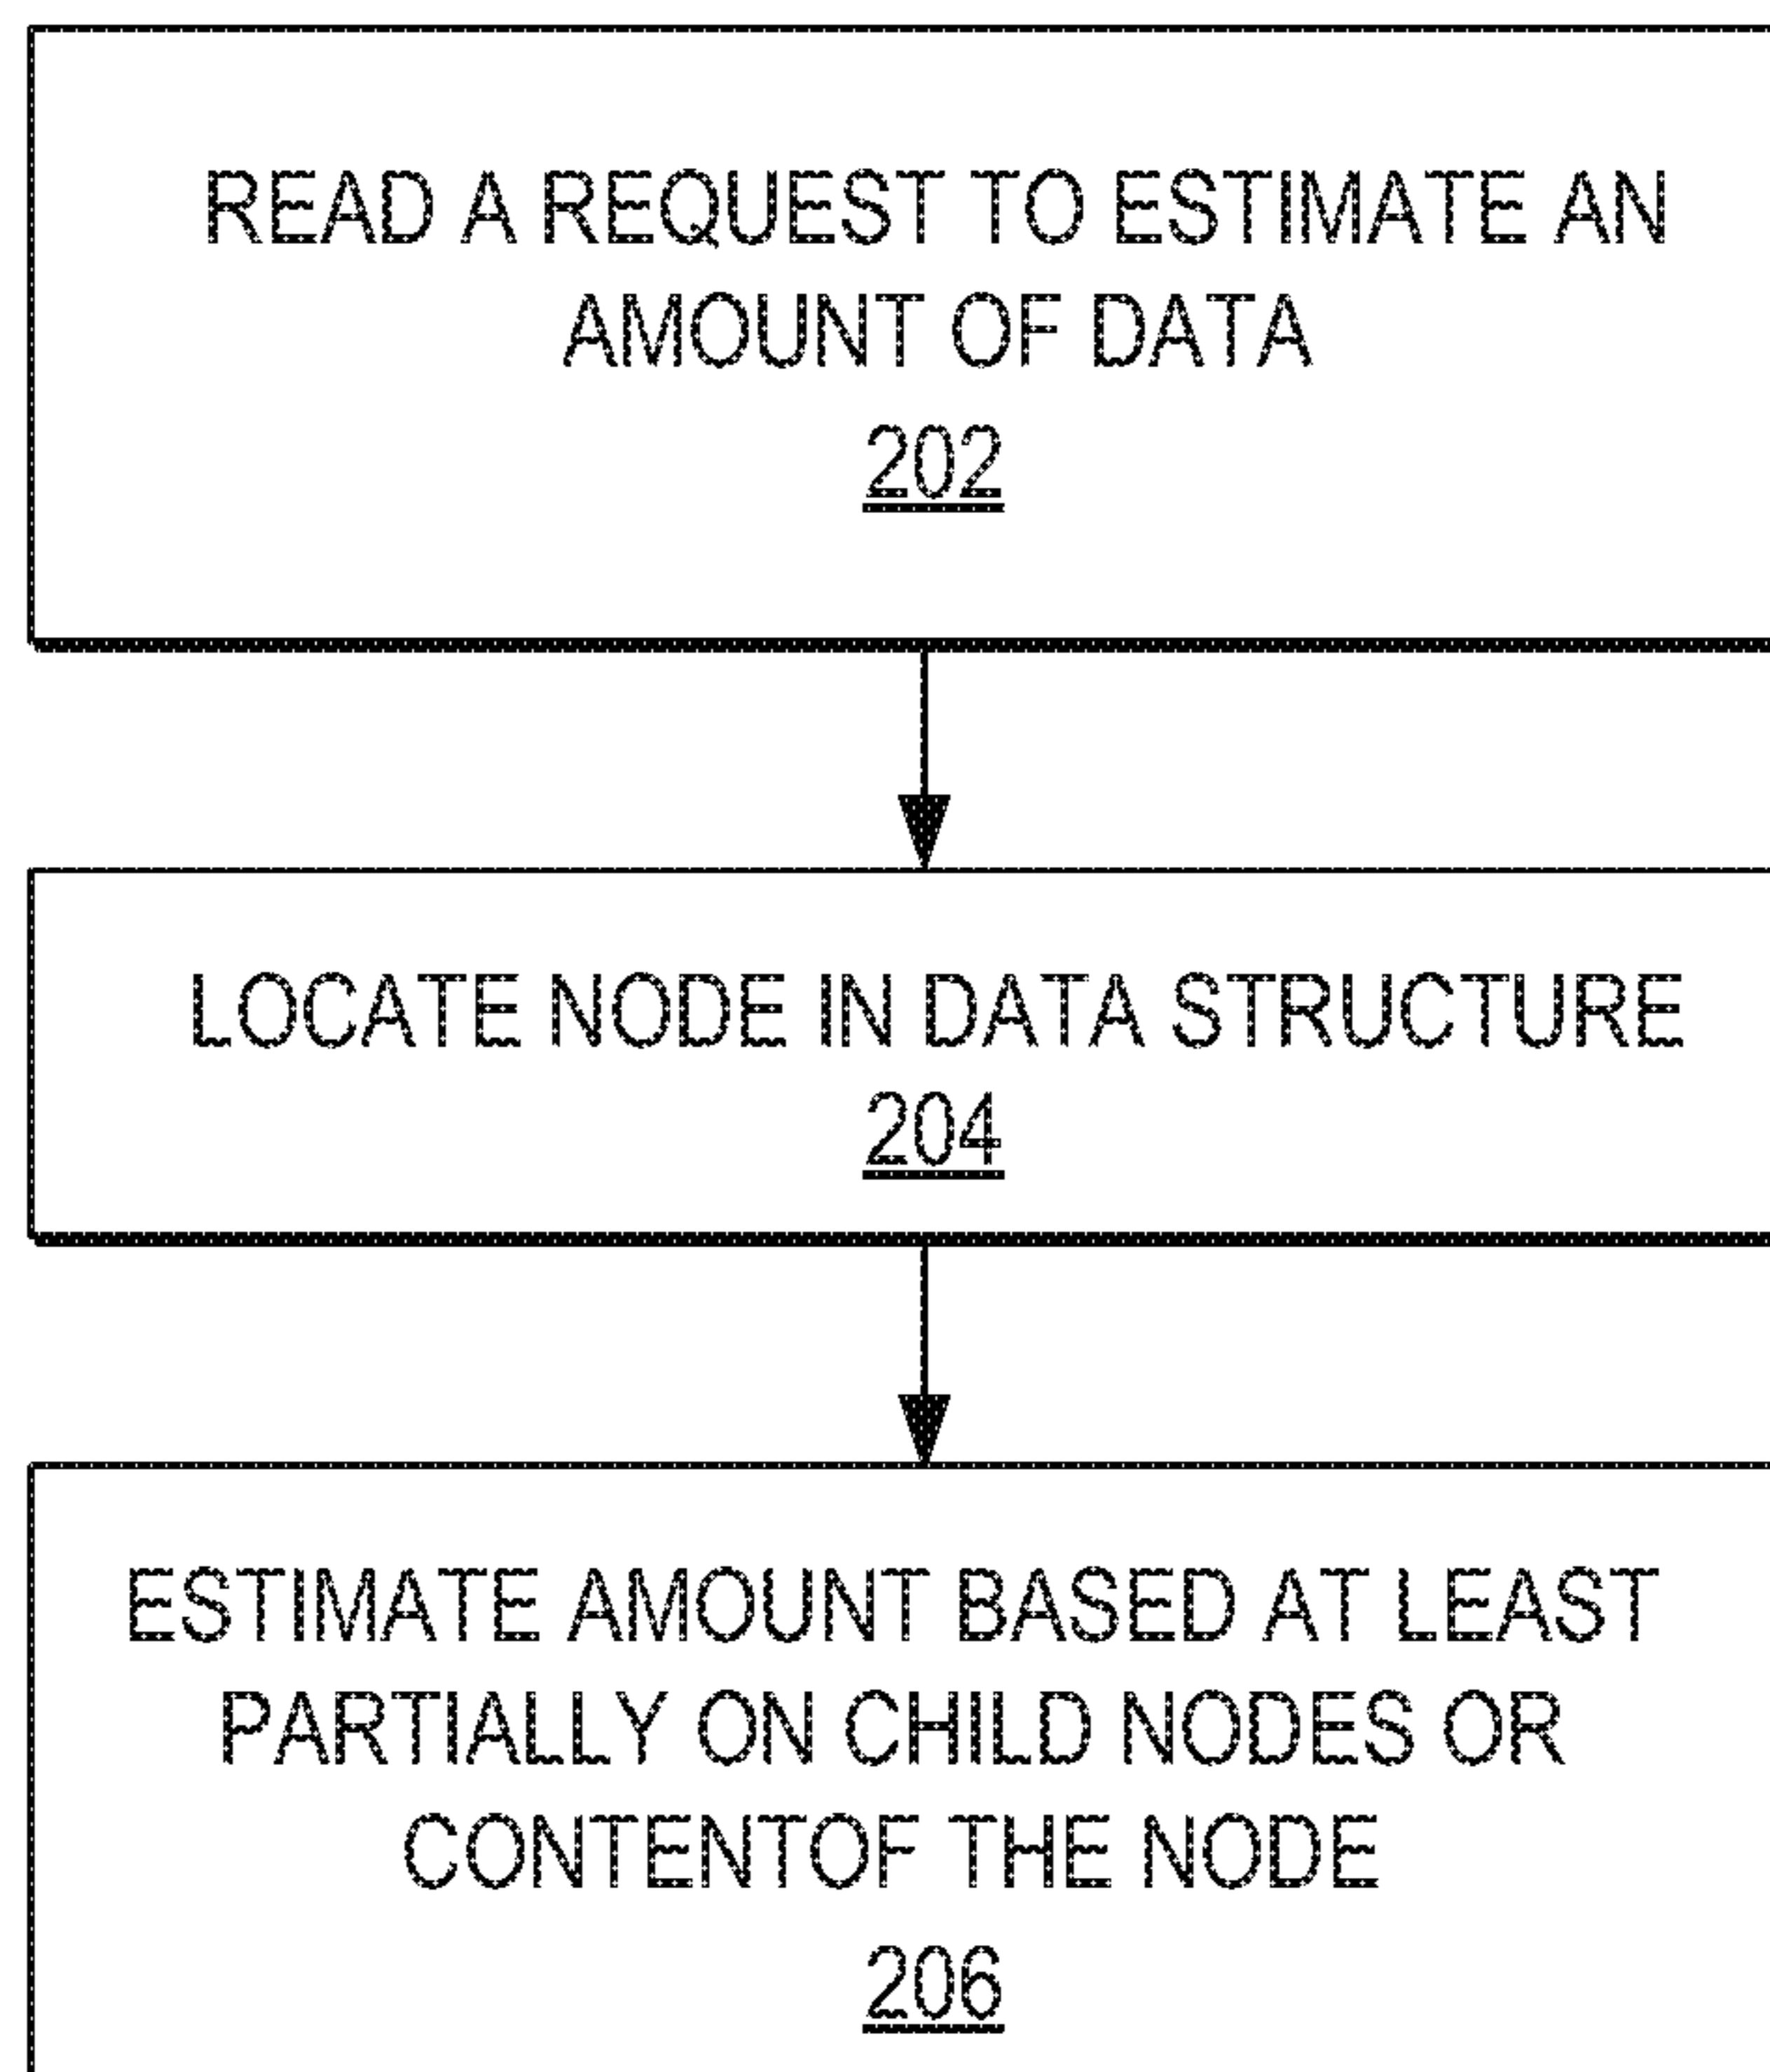 READ A REQUEST TO ESTIMATE AN
AMOUNT OF DATA
202
LOCATE NODE IN DATA STRUCTURE
204
ESTIMATE AMOUNT BASED AT LEAST
PARTIALLY ON CHILD NODES OR
CONTENTOF THE NODE
206